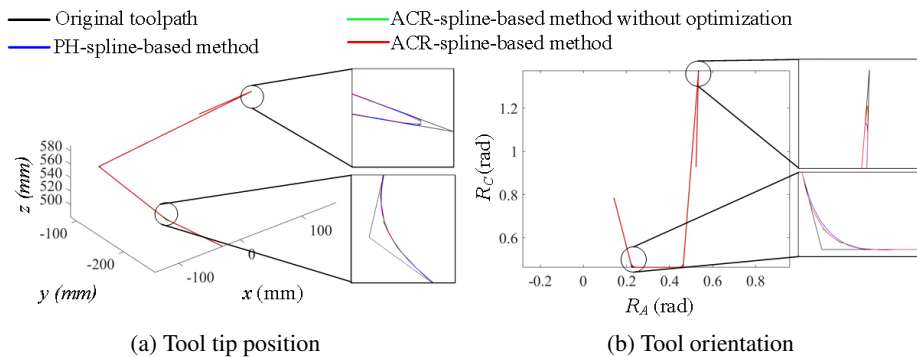 Original toolpath
ACR-spline-based method without optimization
PH-spline-based method
ACR-spline-based method
580
560
540
520
500
z (mm)
-100
-200
y (mm)
-100
0
100
x (mm)
1.2
1
0.8
0.6
R_C (rad)
-0.2 0 0.2 0.4 0.6 0.8
R_A (rad)
(a) Tool tip position
(b) Tool orientation